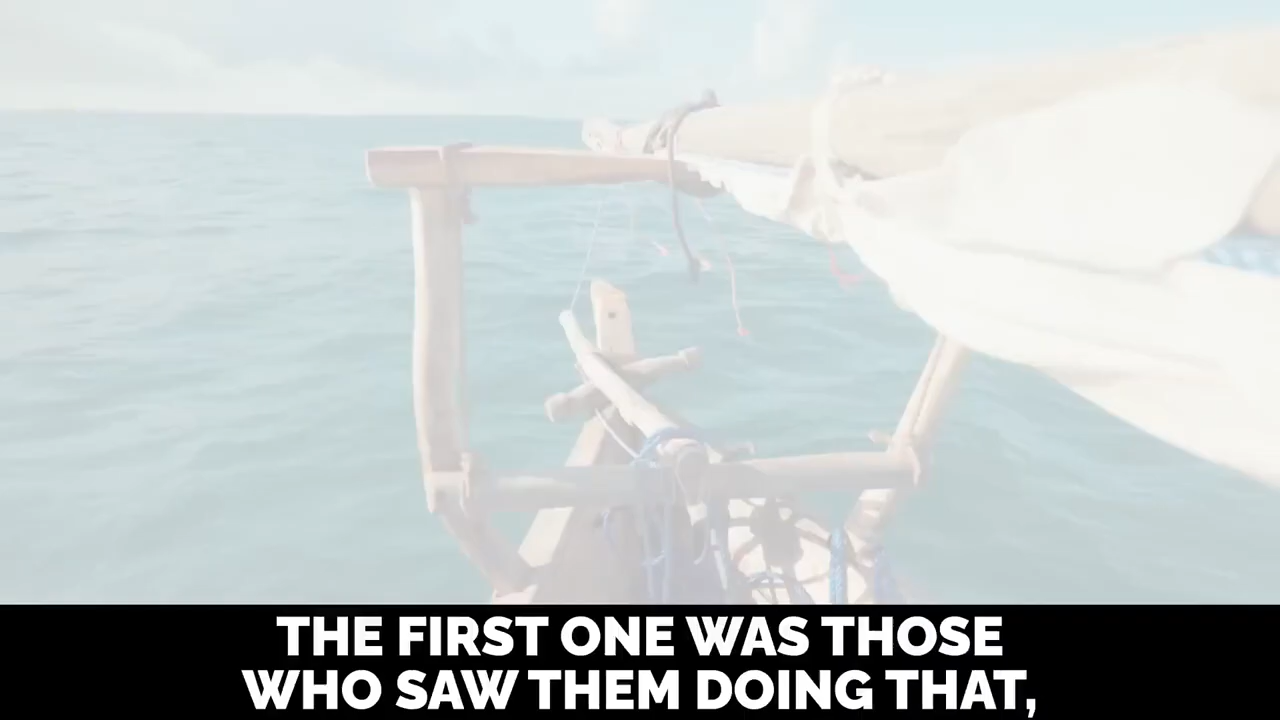 THE FIRST ONE WAS THOSE
WHO SAW THEM DOING THAT,